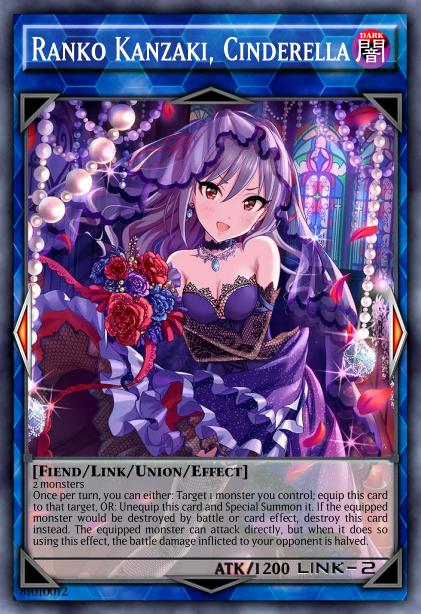 Ranko Kanzaki, Cinderella
DARK
闇
[Fiend/Link/Union/Effect]
2 monsters
Once per turn, you can either: Target 1 monster you control; equip this card
to that target, OR: Unequip this card and Special Summon it. If the equipped
monster would be destroyed by battle or card effect, destroy this card
instead. The equipped monster can attack directly, but when it does so
using this effect, the battle damage inflicted to your opponent is halved.
ATK/1200 LINK-2
81010012